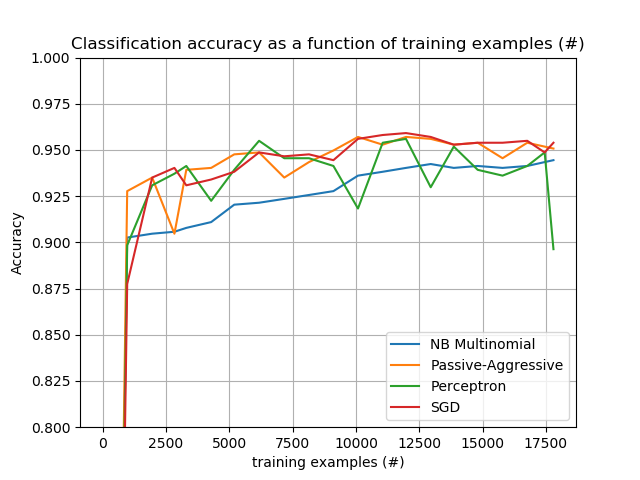 Classification accuracy as a function of training examples (#)
1.000
0.975
0.950
0.925
0.900
0.875
0.850
0.825
0.800
Accuracy
NB Multinomial
Passive-Aggressive
Perceptron
SGD
0 2500 5000 7500 10000 12500 15000 17500
training examples (#)